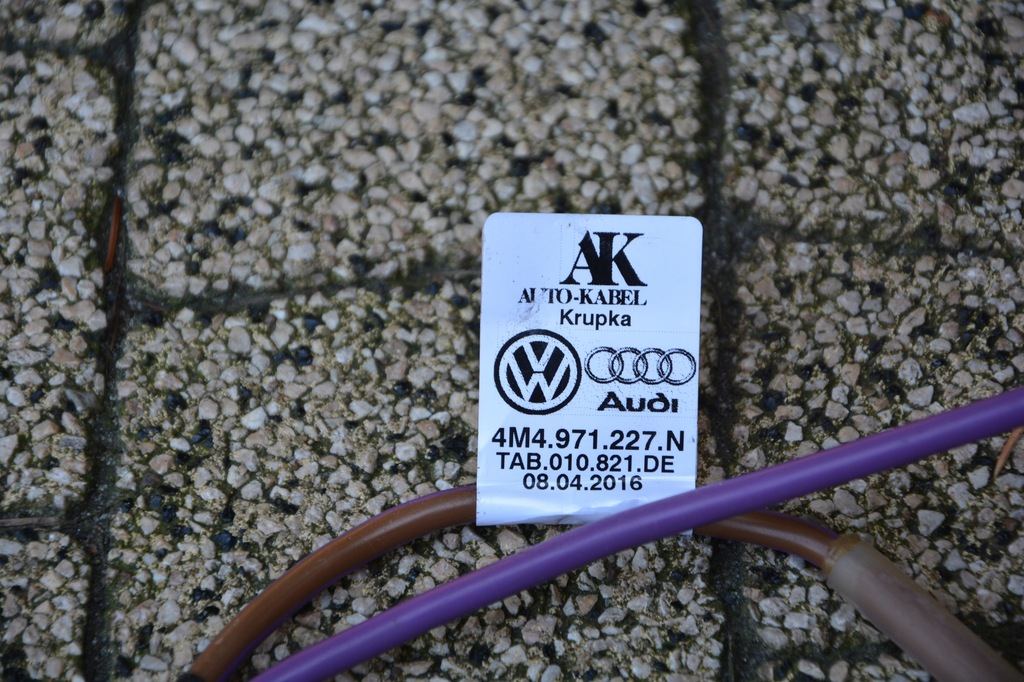 AK
AUTO-KABEL
Krupka
Audi
4M4.971.227.N
TAB.010.821.DE
08.04.2016